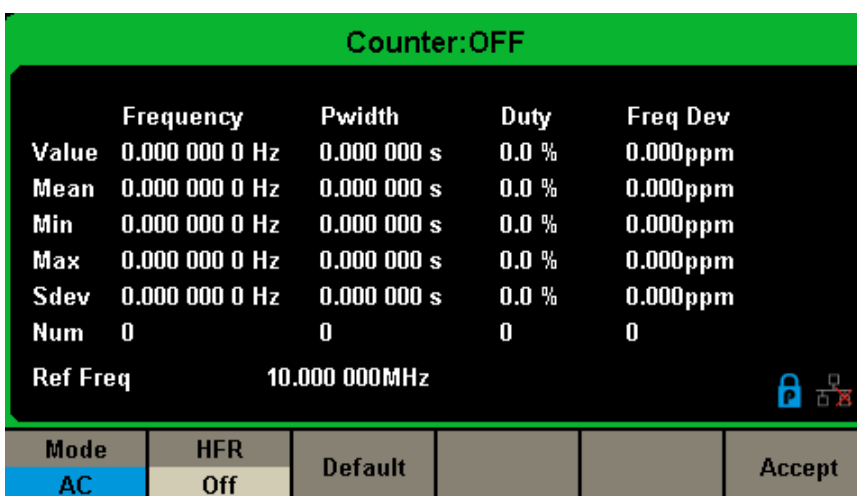 Counter:OFF
Frequency Pwidth Duty Freq Dev
Value 0.000 000 0 Hz 0.000 000 s 0.0 % 0.000ppm
Mean 0.000 000 0 Hz 0.000 000 s 0.0 % 0.000ppm
Min 0.000 000 0 Hz 0.000 000 s 0.0 % 0.000ppm
Max 0.000 000 0 Hz 0.000 000 s 0.0 % 0.000ppm
Sdev 0.000 000 0 Hz 0.000 000 s 0.0 % 0.000ppm
Num 0 0 0 0
Ref Freq 10.000 000MHz
P
Mode HFR Default Accept
AC Off